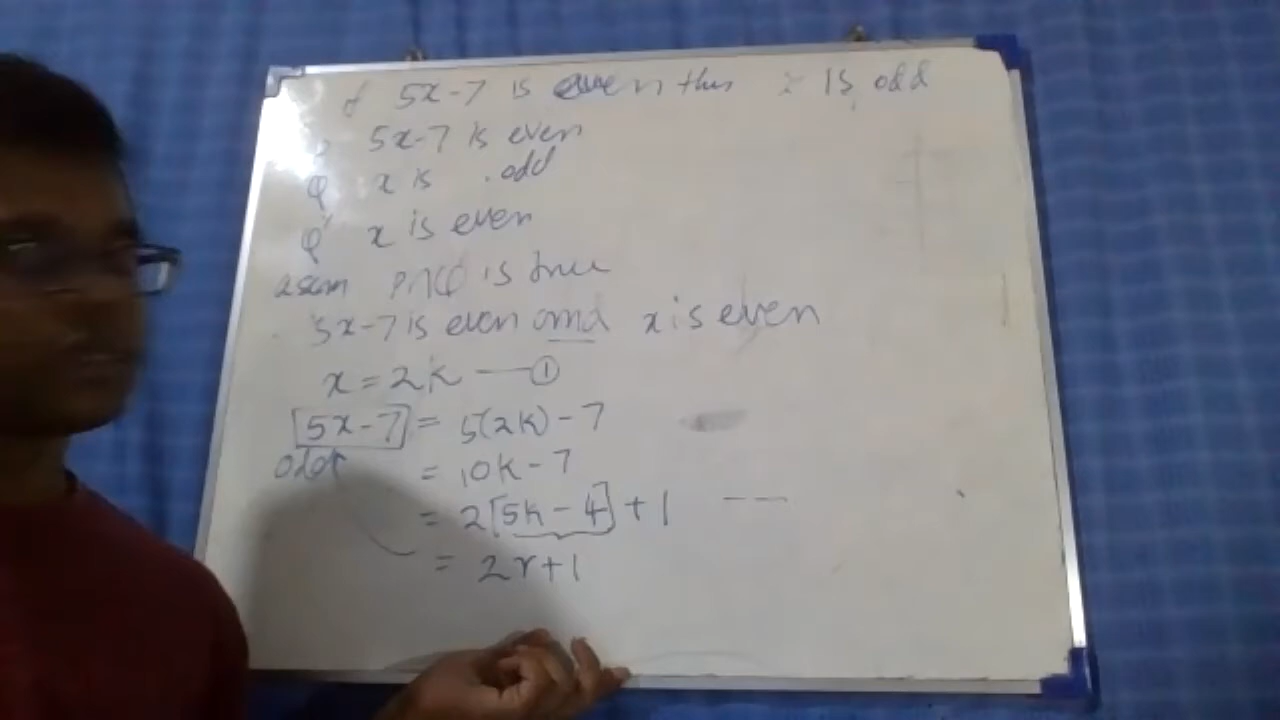 f 5x-7 is even then x is odd
5x-7 is even
Q x is odd
Q' x is even
asum P∧Q is true
5x-7 is even and x is even
x = 2k —— ①
[5x-7] = 5(2k) - 7
odd = 10k - 7
= 2[5k - 4] + 1 ——
= 2r+1